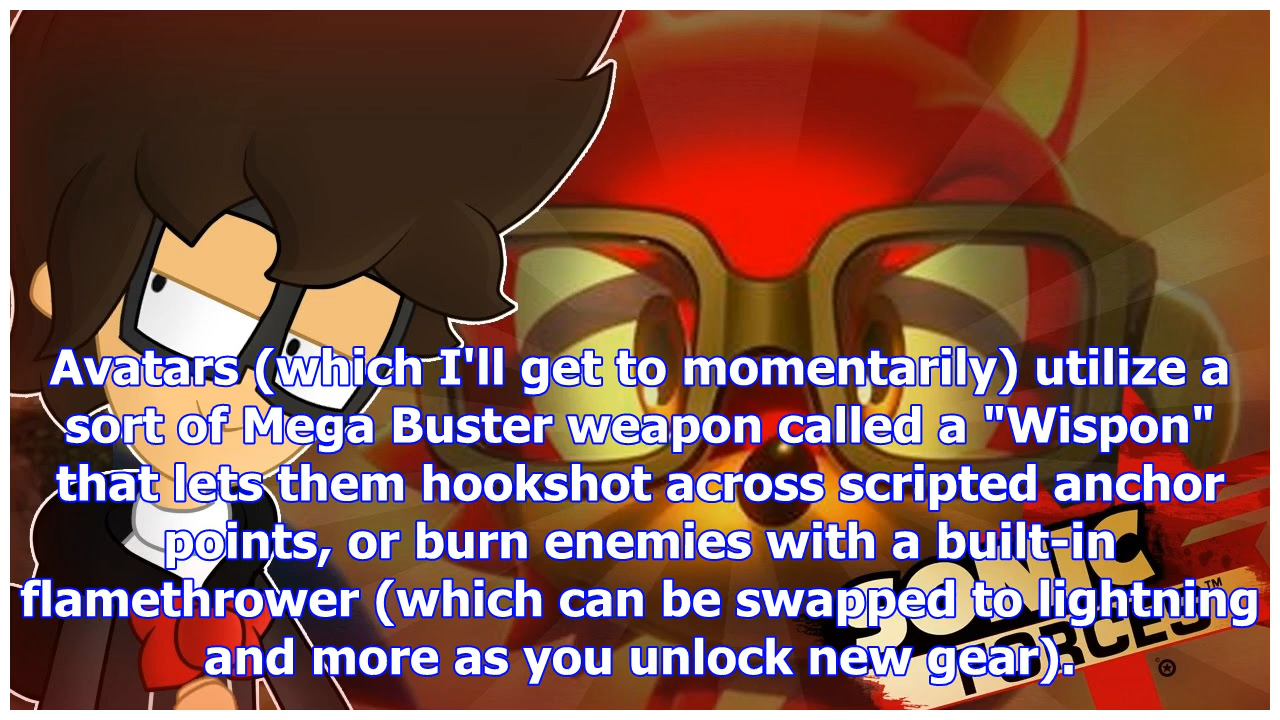 Avatars (which I'll get to momentarily) utilize a
sort of Mega Buster weapon called a "Wispon"
that lets them hookshot across scripted anchor
points, or burn enemies with a built-in
flamethrower (which can be swapped to lightning
and more as you unlock new gear).
SONIC
FORCES™